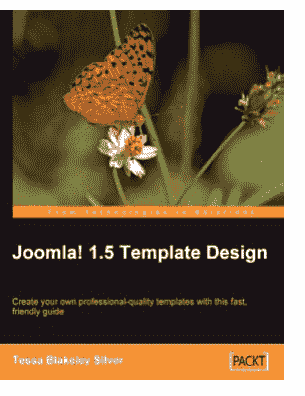 From Technologies to Solutions
Joomla! 1.5 Template Design
Create your own professional-quality templates with this fast,
friendly guide
Tessa Blakeley Silver
PACKT